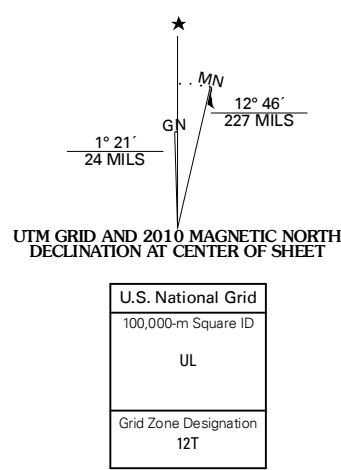 MN
12° 46´
227 MILS
GN
1° 21´
24 MILS
UTM GRID AND 2010 MAGNETIC NORTH
DECLINATION AT CENTER OF SHEET
U.S. National Grid
100,000-m Square ID
UL
Grid Zone Designation
12T